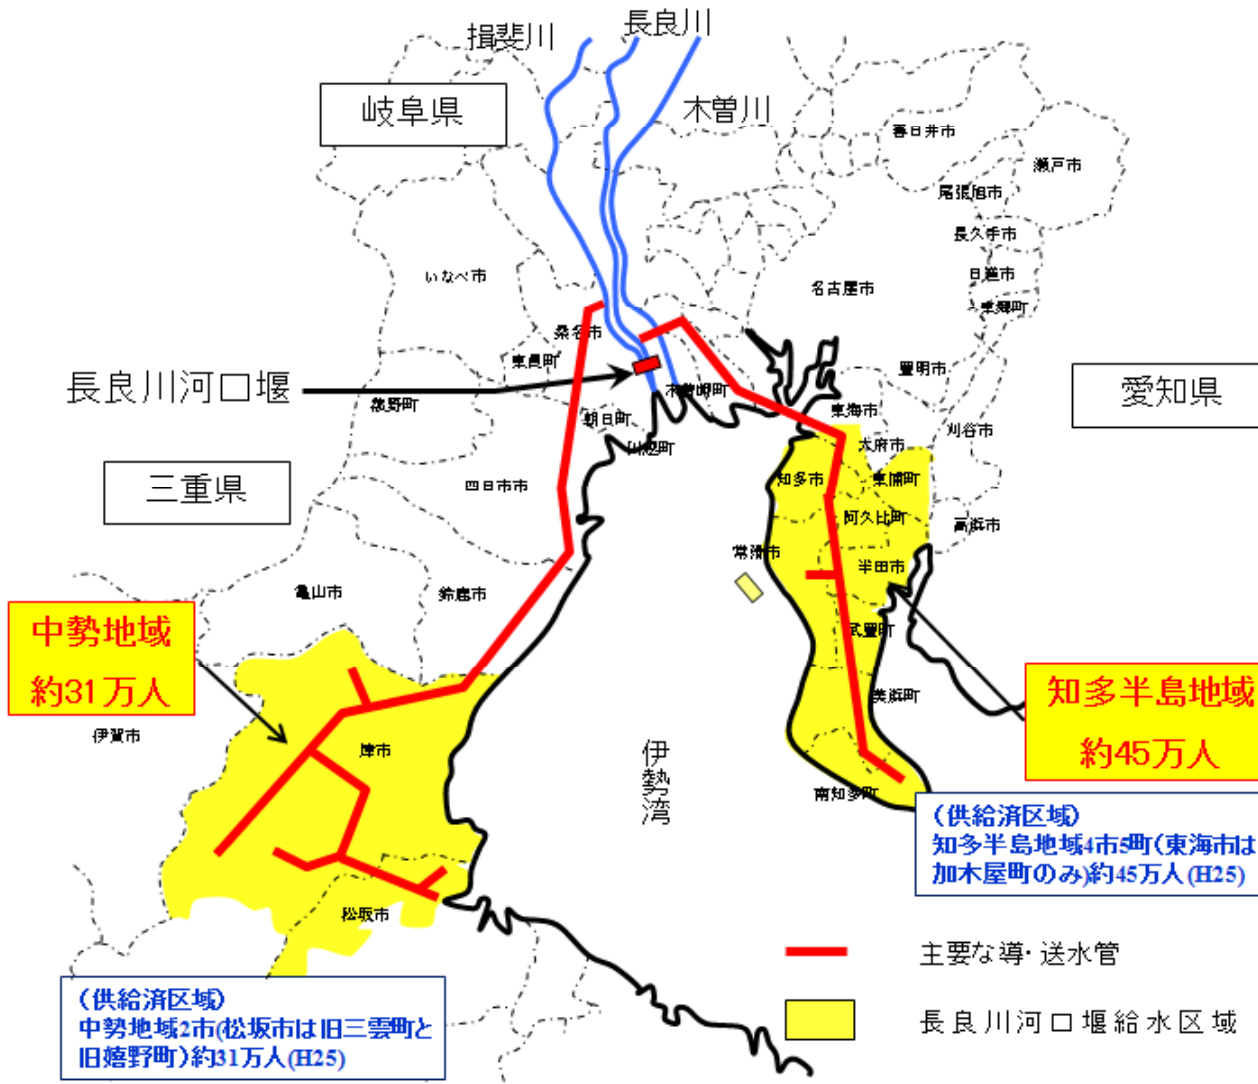 揖斐川
長良川
岐阜県
木曽川
春日井市
瀬戸市
尾張旭市
長久手市
いなべ市
日進市
名古屋市
東郷町
桑名市
東員町
豊明市
長良川河口堰
木曽岬町
愛知県
菰野町
朝日町
東海市
刈谷市
川越町
大府市
三重県
四日市市
知多市
東浦町
阿久比町
高浜市
常滑市
半田市
亀山市
鈴鹿市
中勢地域
約31万人
武豊町
美浜町
知多半島地域
約45万人
伊賀市
津市
伊勢湾
南知多町
（供給済区域）
知多半島地域4市5町(東海市は
加木屋町のみ)約45万人(H25)
松坂市
主要な導・送水管
（供給済区域）
中勢地域2市(松坂市は旧三雲町と
旧嬉野町)約31万人(H25)
長良川河口堰給水区域